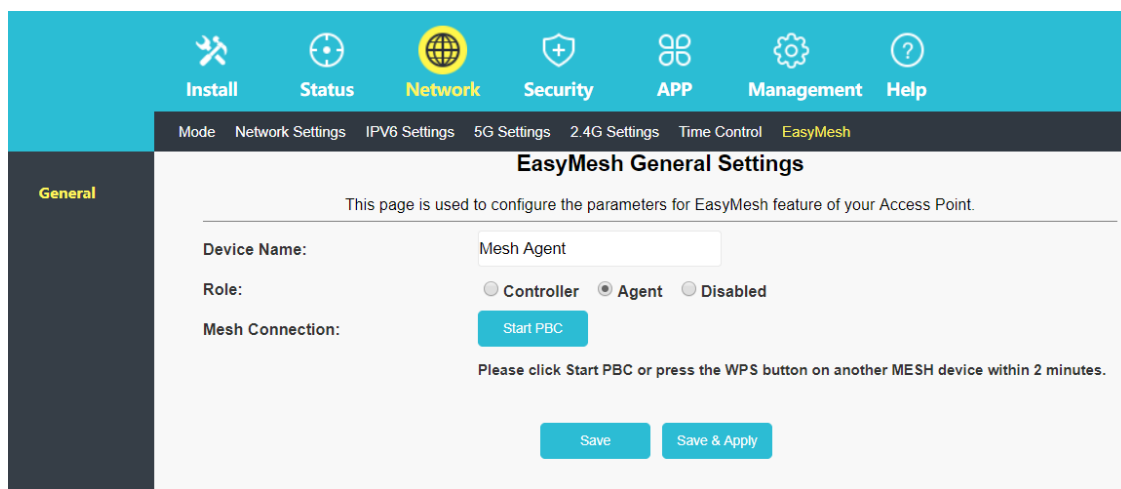 Install Status Network Security APP Management Help
Mode Network Settings IPV6 Settings 5G Settings 2.4G Settings Time Control EasyMesh
General
EasyMesh General Settings
This page is used to configure the parameters for EasyMesh feature of your Access Point.
Device Name: Mesh Agent
Role: Controller Agent Disabled
Mesh Connection: Start PBC
Please click Start PBC or press the WPS button on another MESH device within 2 minutes.
Save Save & Apply